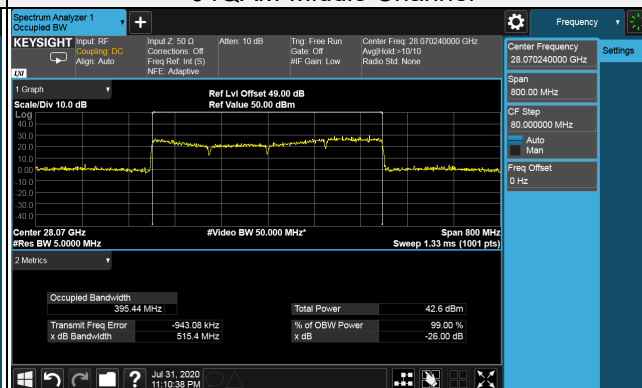 64QAM Middle Channel
Spectrum Analyzer 1
Occupied BW
Frequency
KEYSIGHT
Input: RF
Coupling: DC
Align: Auto
Input Z: 50 Ω
Corrections: Off
Freq Ref: Int (S)
NFE: Adaptive
Atten: 10 dB
Trig: Free Run
Gate: Off
#IF Gain: Low
Center Freq: 28.070240000 GHz
Avg|Hold:>10/10
Radio Std: None
LXI
Center Frequency
28.070240000 GHz
Settings
Span
800.00 MHz
CF Step
80.000000 MHz
Auto
Man
Freq Offset
0 Hz
1 Graph
Scale/Div 10.0 dB
Ref Lvl Offset 49.00 dB
Ref Value 50.00 dBm
Log
40.0
30.0
20.0
10.0
0.00
-10.0
-20.0
-30.0
-40.0
Center 28.07 GHz
#Video BW 50.000 MHz*
Span 800 MHz
#Res BW 5.0000 MHz
Sweep 1.33 ms (1001 pts)
2 Metrics
Occupied Bandwidth
395.44 MHz
Total Power
42.6 dBm
Transmit Freq Error
-943.08 kHz
% of OBW Power
99.00 %
x dB Bandwidth
515.4 MHz
x dB
-26.00 dB
Jul 31, 2020
11:10:38 PM